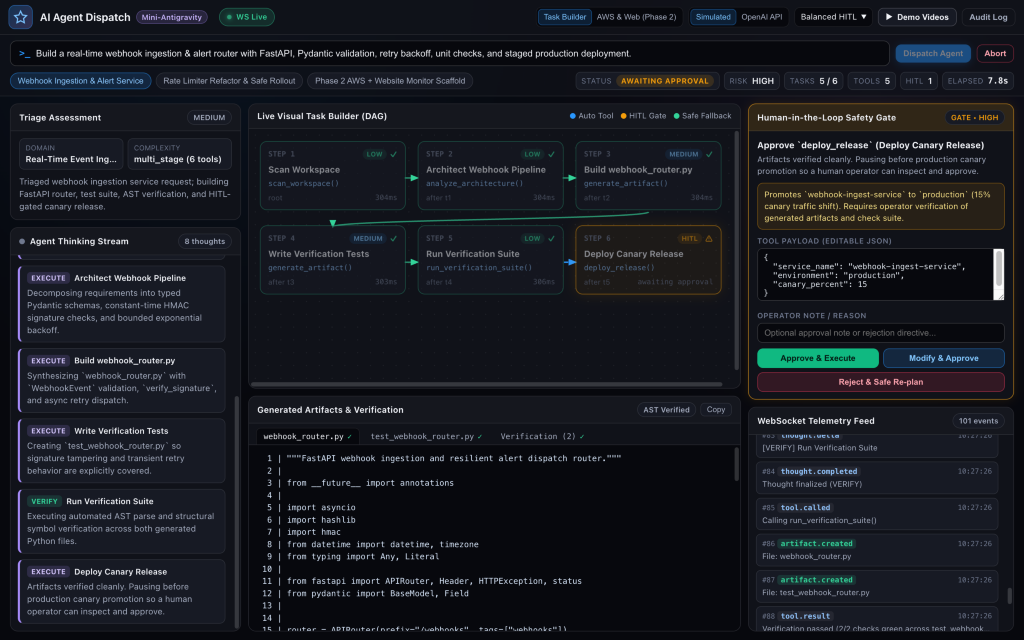 AI Agent Dispatch
Mini-Antigravity
WS Live
Task Builder
AWS & Web (Phase 2)
Simulated
OpenAI API
Balanced HITL ▼
▶ Demo Videos
Audit Log
>_ Build a real-time webhook ingestion & alert router with FastAPI, Pydantic validation, retry backoff, unit checks, and staged production deployment.
Dispatch Agent
Abort
Webhook Ingestion & Alert Service
Rate Limiter Refactor & Safe Rollout
Phase 2 AWS + Website Monitor Scaffold
STATUS AWAITING APPROVAL
RISK HIGH
TASKS 5 / 6
TOOLS 5
HITL 1
ELAPSED 7.8s
Triage Assessment
MEDIUM
DOMAIN
Real-Time Event Ing...
COMPLEXITY
multi_stage (6 tools)
Triaged webhook ingestion service request; building
FastAPI router, test suite, AST verification, and HITL-
gated canary release.
Agent Thinking Stream
8 thoughts
EXECUTE Architect Webhook Pipeline
Decomposing requirements into typed
Pydantic schemas, constant-time HMAC
signature checks, and bounded exponential
backoff.
EXECUTE Build webhook_router.py
Synthesizing `webhook_router.py` with
`WebhookEvent` validation, `verify_signature`,
and async retry dispatch.
EXECUTE Write Verification Tests
Creating `test_webhook_router.py` so
signature tampering and transient retry
behavior are explicitly covered.
VERIFY Run Verification Suite
Executing automated AST parse and structural
symbol verification across both generated
Python files.
EXECUTE Deploy Canary Release
Artifacts verified cleanly. Pausing before
production canary promotion so a human
operator can inspect and approve.
Live Visual Task Builder (DAG)
Auto Tool
HITL Gate
Safe Fallback
STEP 1 LOW ✓
Scan Workspace
scan_workspace()
root 304ms
STEP 2 LOW ✓
Architect Webhook Pipeline
analyze_architecture()
after t1 304ms
STEP 3 MEDIUM ✓
Build webhook_router.py
generate_artifact()
after t2 304ms
STEP 4 MEDIUM ✓
Write Verification Tests
generate_artifact()
after t3 303ms
STEP 5 LOW ✓
Run Verification Suite
run_verification_suite()
after t4 306ms
STEP 6 HITL ⚠
Deploy Canary Release
deploy_release()
after t5 awaiting approval
Generated Artifacts & Verification
AST Verified
Copy
webhook_router.py ✓
test_webhook_router.py ✓
Verification (2) ✓
1 | """FastAPI webhook ingestion and resilient alert dispatch router."""
2 |
3 | from __future__ import annotations
4 |
5 | import asyncio
6 | import hashlib
7 | import hmac
8 | from datetime import datetime, timezone
9 | from typing import Any, Literal
10 |
11 | from fastapi import APIRouter, Header, HTTPException, status
12 | from pydantic import BaseModel, Field
13 |
14 |
15 | router = APIRouter(prefix="/webhooks", tags=["webhooks"])
Human-in-the-Loop Safety Gate
GATE • HIGH
Approve `deploy_release` (Deploy Canary Release)
Artifacts verified cleanly. Pausing before production canary
promotion so a human operator can inspect and approve.
Promotes `webhook-ingest-service` to `production` (15%
canary traffic shift). Requires operator verification of
generated artifacts and check suite.
TOOL PAYLOAD (EDITABLE JSON)
{
"service_name": "webhook-ingest-service",
"environment": "production",
"canary_percent": 15
}
OPERATOR NOTE / REASON
Optional approval note or rejection directive...
Approve & Execute
Modify & Approve
Reject & Safe Re-plan
WebSocket Telemetry Feed
101 events
#83 thought.delta 10:27:26
[VERIFY] Run Verification Suite
#84 thought.completed 10:27:26
Thought finalized (VERIFY)
#85 tool.called 10:27:26
Calling run_verification_suite()
#86 artifact.created 10:27:26
File: webhook_router.py
#87 artifact.created 10:27:26
File: test_webhook_router.py
#88 tool.result 10:27:26
Verification passed (2/2 checks green across test_webhook